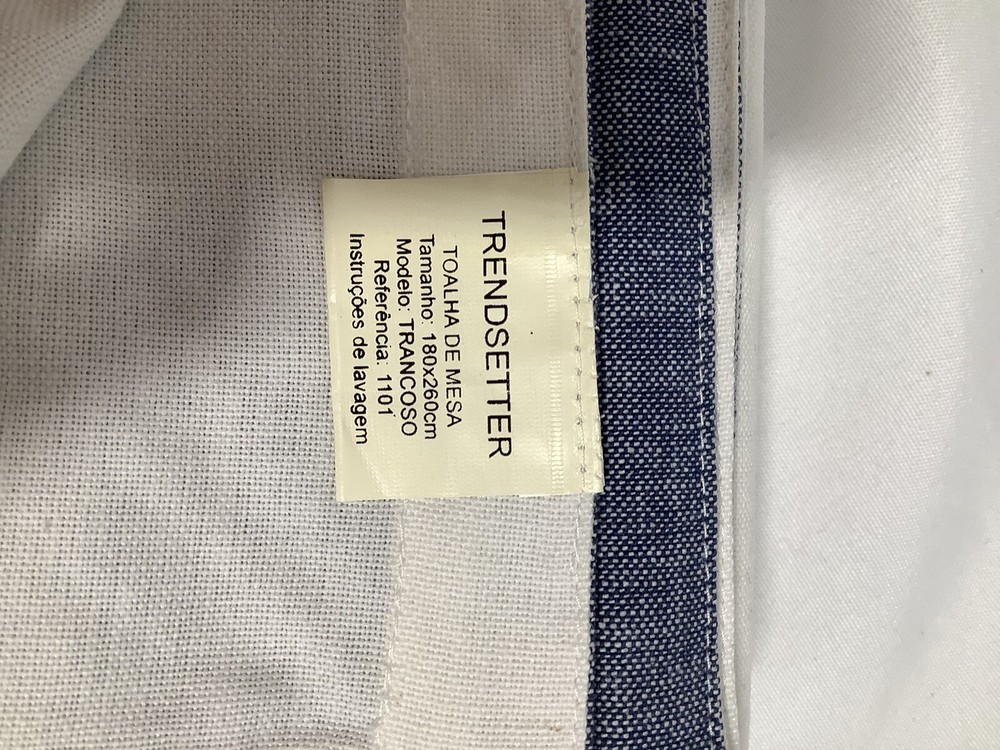 TRENDSETTER
TOALHA DE MESA
Tamanho: 180x260cm
Modelo: TRANCOSO
Referência: 1101
Instruções de lavagem